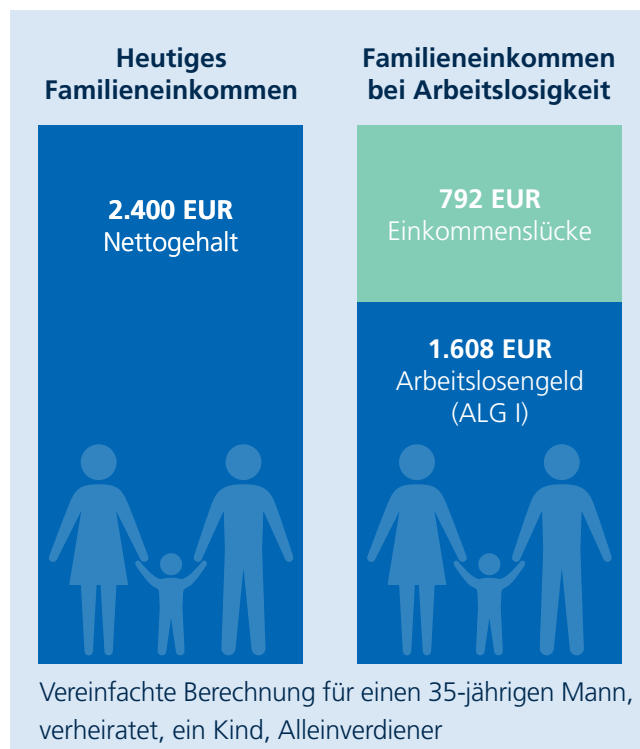 Heutiges
Familieneinkommen
2.400 EUR
Nettogehalt
Familieneinkommen
bei Arbeitslosigkeit
792 EUR
Einkommenslücke
1.608 EUR
Arbeitslosengeld
(ALG I)
Vereinfachte Berechnung für einen 35-jährigen Mann,
verheiratet, ein Kind, Alleinverdiener